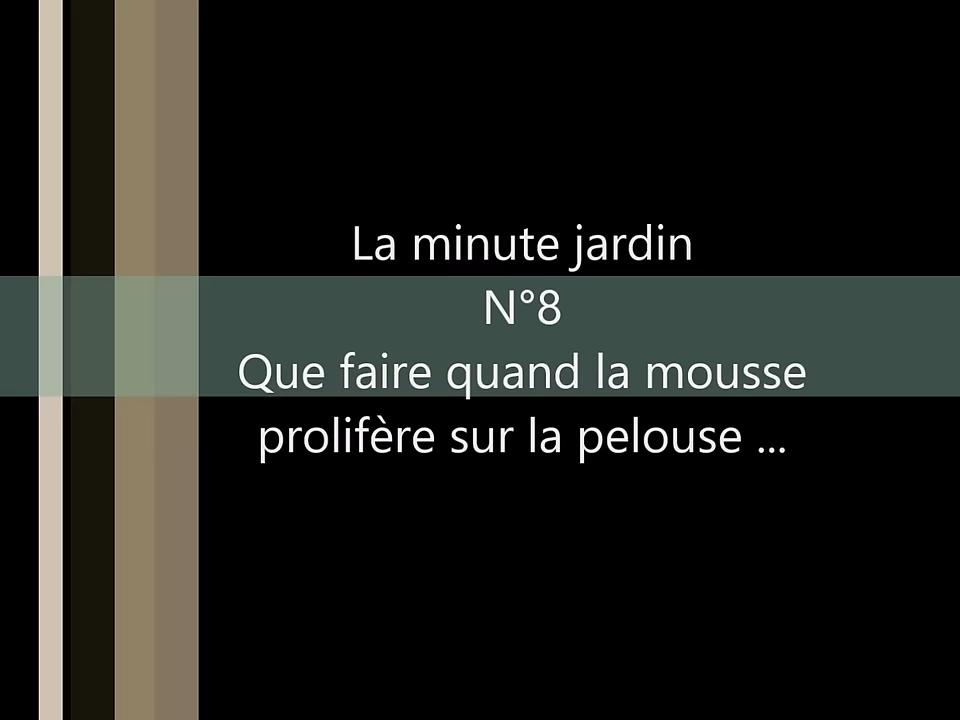 La minute jardin
N°8
Que faire quand la mousse
prolifère sur la pelouse ...